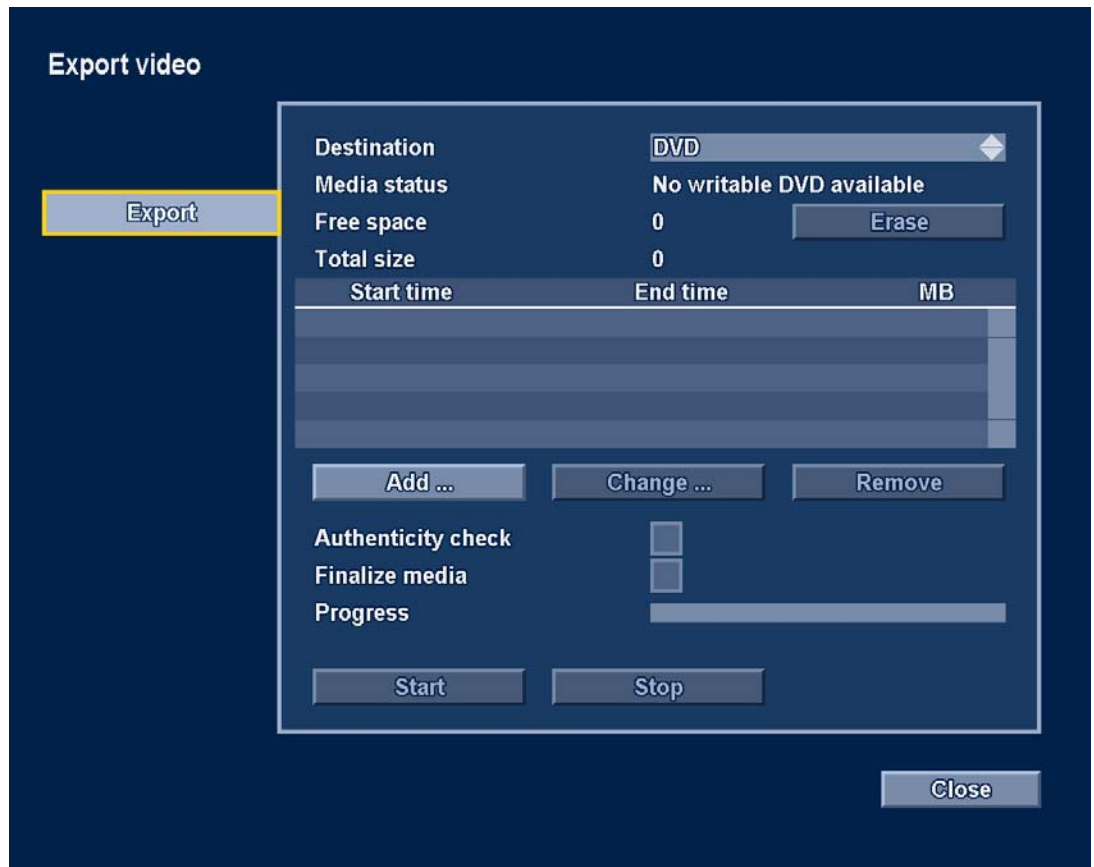 Export video
Destination DVD
Media status No writable DVD available
Export
Free space 0 Erase
Total size 0
Start time End time MB
Add ... Change ... Remove
Authenticity check
Finalize media
Progress
Start Stop
Close